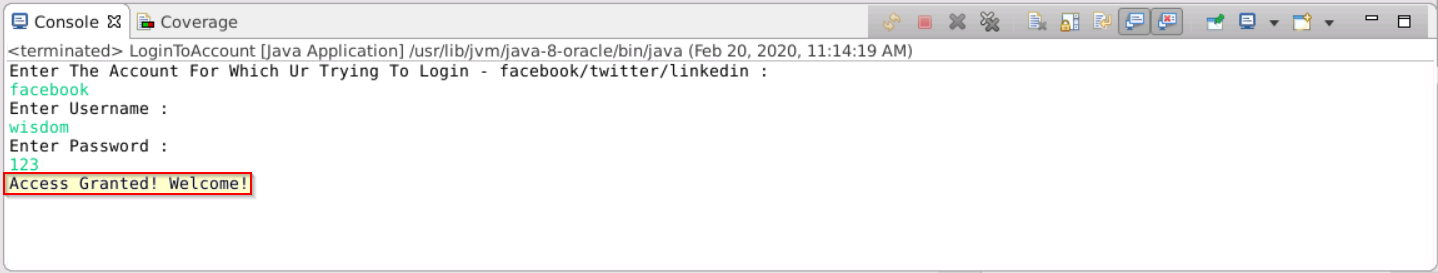 Console Coverage
<terminated> LoginToAccount [Java Application] /usr/lib/jvm/java-8-oracle/bin/java (Feb 20, 2020, 11:14:19 AM)
Enter The Account For Which Ur Trying To Login - facebook/twitter/linkedin :
facebook
Enter Username :
wisdom
Enter Password :
123
Access Granted! Welcome!